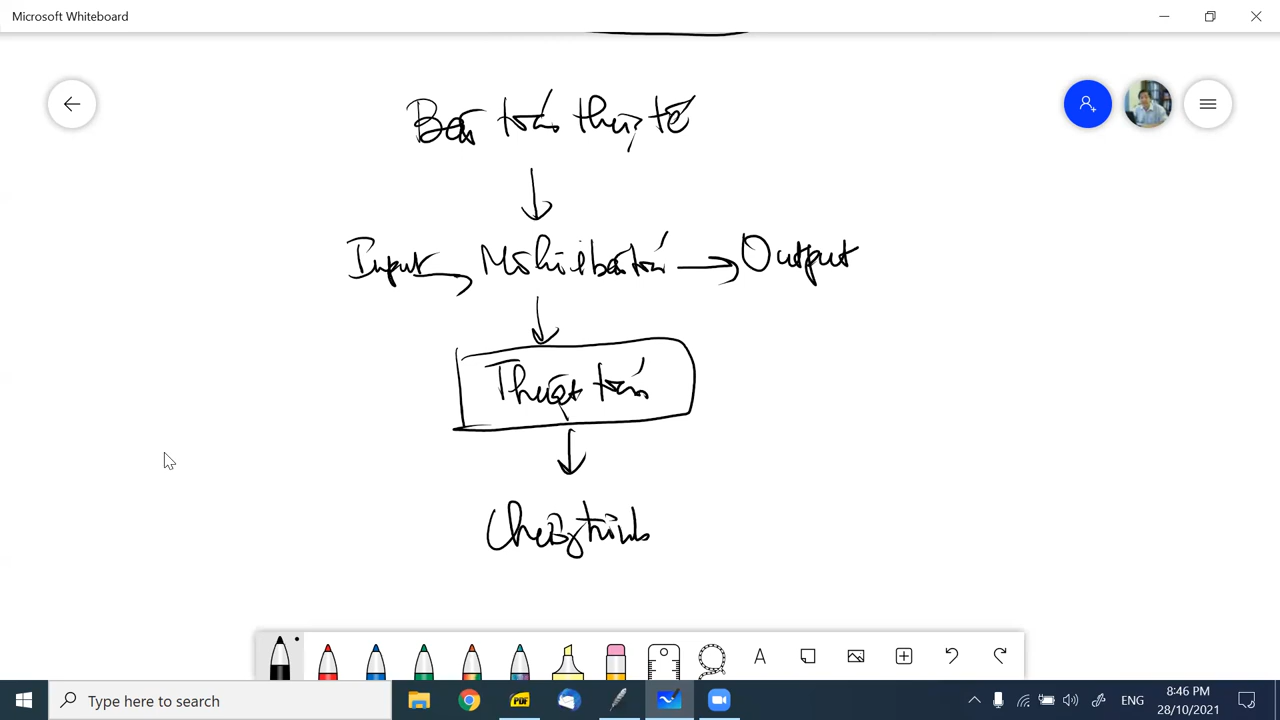 Microsoft Whiteboard
Bài toán thực tế
Input Mô hình bài toán Output
Thuật toán
Chương trình
A
Type here to search
PDF
ENG
8:46 PM
28/10/2021